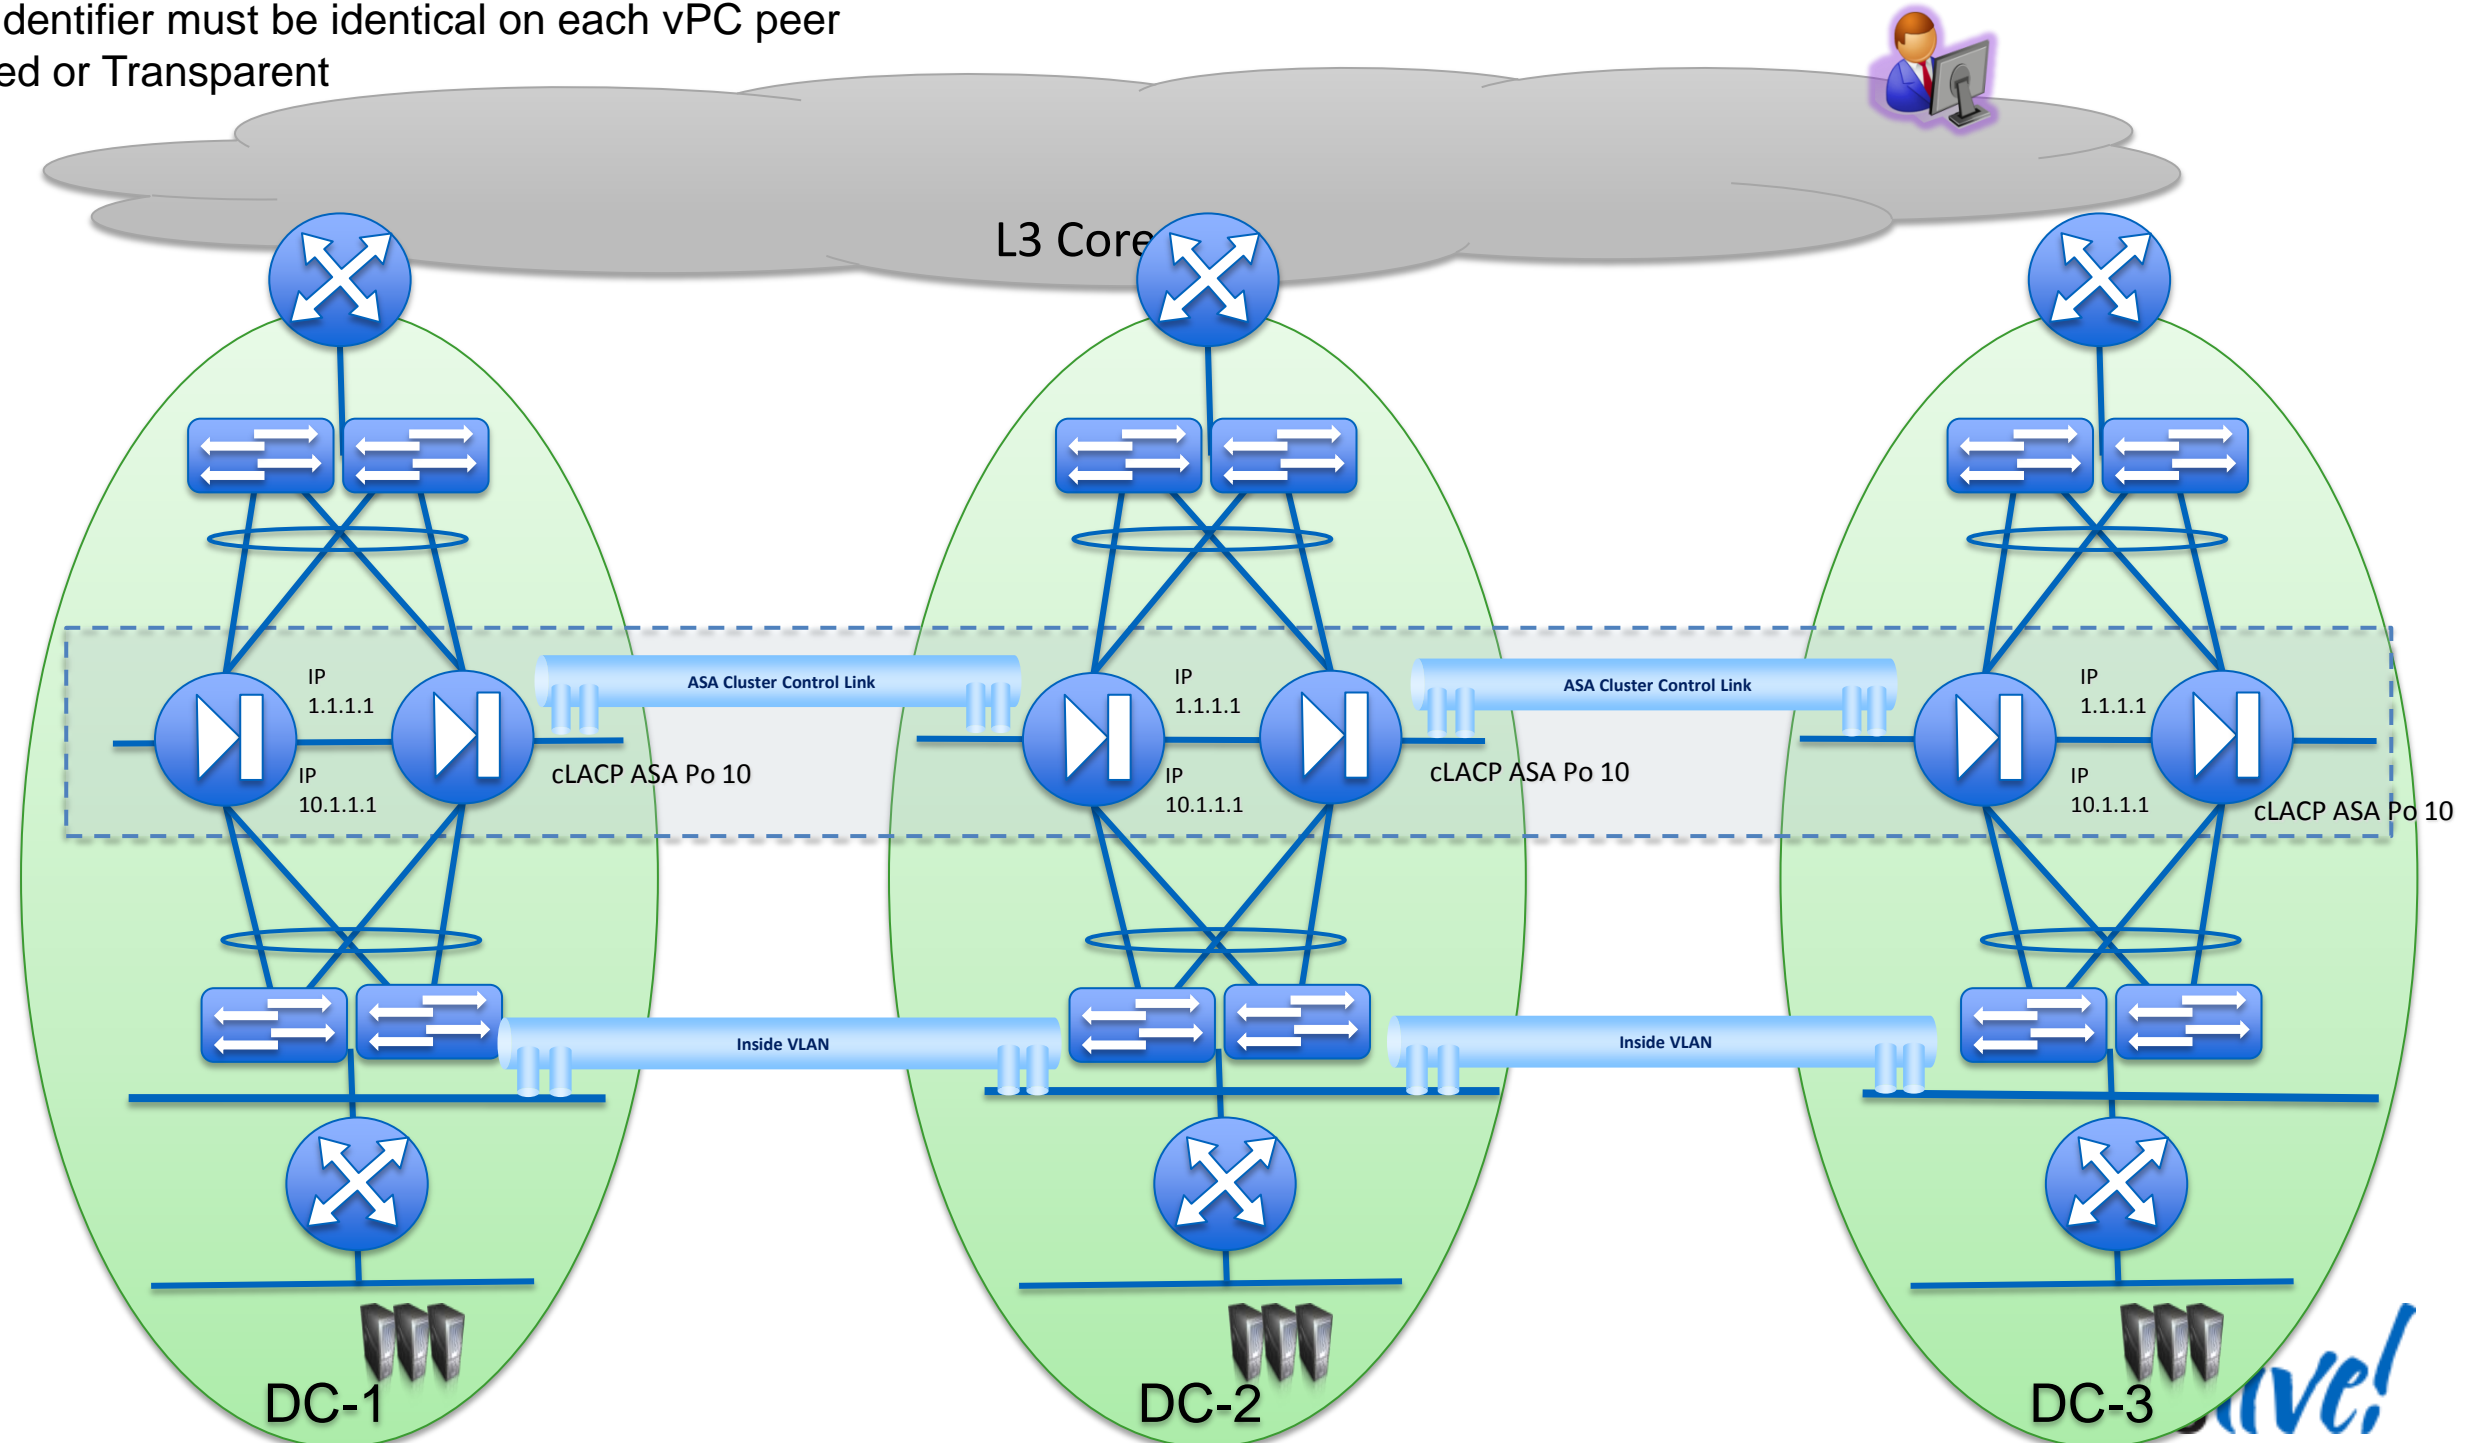 dentifier must be identical on each vPC peer
ed or Transparent
L3 Core
IP
1.1.1.1
IP
10.1.1.1
ASA Cluster Control Link
cLACP ASA Po 10
IP
1.1.1.1
IP
10.1.1.1
ASA Cluster Control Link
cLACP ASA Po 10
IP
1.1.1.1
IP
10.1.1.1
cLACP ASA Po 10
Inside VLAN
Inside VLAN
DC-1
DC-2
DC-3
live!